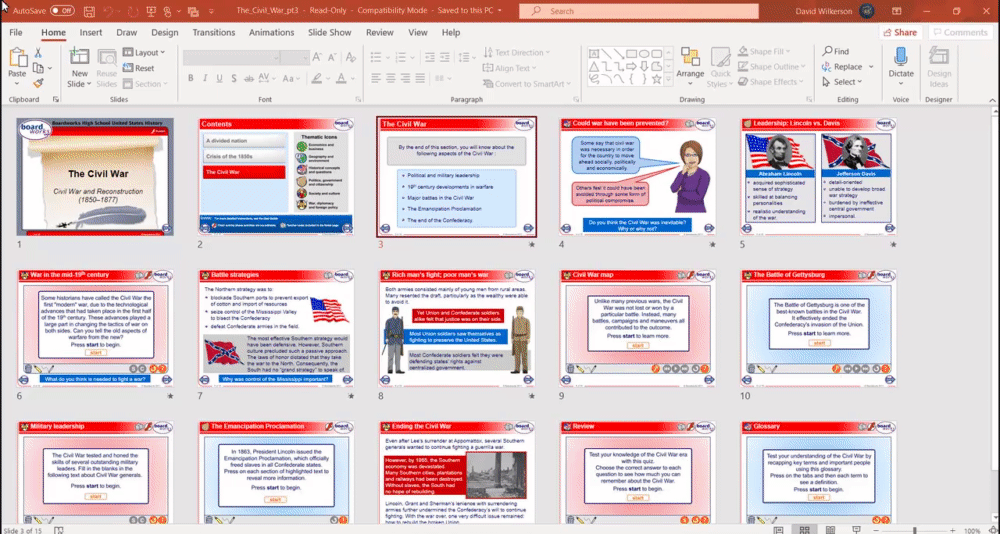 AutoSave Off
The_Civil_War_pt3 - Read-Only - Compatibility Mode - Saved to this PC
Search
David Wilkerson
File Home Insert Draw Design Transitions Animations Slide Show Review View Help
Share Comments
Paste
New Slide
Reuse Slides
Layout
Reset
Section
B I U S
Text Direction
Align Text
Convert to SmartArt
Arrange
Quick Styles
Shape Fill
Shape Outline
Shape Effects
Find
Replace
Select
Dictate
Design Ideas
Clipboard Slides Font Paragraph Drawing Editing Voice Designer
Boardworks High School United States History
board works
The Civil War
Civil War and Reconstruction
(1850–1877)
1
Contents
A divided nation
Crisis of the 1850s
The Civil War
Thematic icons
Economics and business
Geography and environment
Historical concepts and questions
Politics, government and citizenship
Society and culture
War, diplomacy and foreign policy
2
The Civil War
By the end of this section, you will know about the
following aspects of the Civil War :
Political and military leadership
19th century developments in warfare
Major battles in the Civil War
The Emancipation Proclamation
The end of the Confederacy.
3
Could war have been prevented?
Some say that civil war
was necessary in order
for the country to move
ahead socially, politically
and economically.
Others feel it could have been
avoided through some form of
political compromise
Do you think the Civil War was inevitable?
Why or why not?
4
Leadership: Lincoln vs. Davis
Abraham Lincoln
acquired sophisticated
sense of strategy
skilled at balancing
personalities
realistic understanding
of the war.
Jefferson Davis
detail-oriented
unable to develop broad
war strategy
burdened by ineffective
central government
impersonal.
5
War in the mid-19th century
Some historians have called the Civil War the
first "modern" war, due to the technological
advances that had taken place in the first half
of the 19th century. These advances played a
large part in changing the tactics of war on
both sides. Can you tell the old aspects of
warfare from the new?
Press start to begin.
start
What do you think is needed to fight a war?
6
Battle strategies
The Northern strategy was to:
blockade Southern ports to prevent export
of cotton and import of resources
seize control of the Mississippi Valley
to bisect the Confederacy
defeat Confederate armies in the field.
The most effective Southern strategy would
have been defensive. However, Southern
culture precluded such a passive approach.
The laws of honor dictated that they take
the war to the North. Consequently, the
South had no "grand strategy" to speak of.
Why was control of the Mississippi important?
7
Rich man's fight; poor man's war
Both armies consisted mainly of young men from rural areas.
Many resented the draft, particularly as the wealthy were able
to avoid it.
Yet Union and Confederate soldiers
alike felt that justice was on their side.
Most Union soldiers saw themselves as
fighting to preserve the United States.
Most Confederate soldiers felt they were
defending states' rights against
centralized government.
8
Civil War map
Unlike many previous wars, the Civil
War was not lost or won by a
particular battle. Instead, many
battles, campaigns and maneuvers all
contributed to the outcome.
Press start to learn more.
start
9
The Battle of Gettysburg
The Battle of Gettysburg is one of the
best-known battles in the Civil War.
It effectively ended the
Confederacy's invasion of the Union.
Press start to learn more.
start
10
Military leadership
The Civil War tested and honed the
skills of several outstanding military
leaders. Fill in the blanks in the
following text about Civil War generals.
Press start to begin.
start
The Emancipation Proclamation
In 1863, President Lincoln issued the
Emancipation Proclamation, which officially
freed slaves in all Confederate states.
Press on each section of highlighted text to
reveal more information.
Press start to begin.
start
Ending the Civil War
Even after Lee's surrender at Appomattox, several Southern
generals wanted to continue fighting a guerrilla war.
However, by 1865, the Southern
economy was devastated.
Many Southern cities, plantations
and railways had been destroyed.
Without slaves, the South had
no hope of rebuilding.
Lincoln, Grant and Sherman's lenience with surrendering
armies further undermined the Confederacy's will to continue
fighting. With the war over, one very difficult issue remained:
how to rebuild the broken Union.
Review
Test your knowledge of the Civil War era
with this quiz.
Choose the correct answer to each
question to see how much you can
remember about the Civil War.
Press start to begin.
start
Glossary
Test your understanding of the Civil War by
recapping key terms and important people
using this glossary.
Press on the tabs and then each term to
see a definition.
Press start to begin.
start
Slide 3 of 15
100%